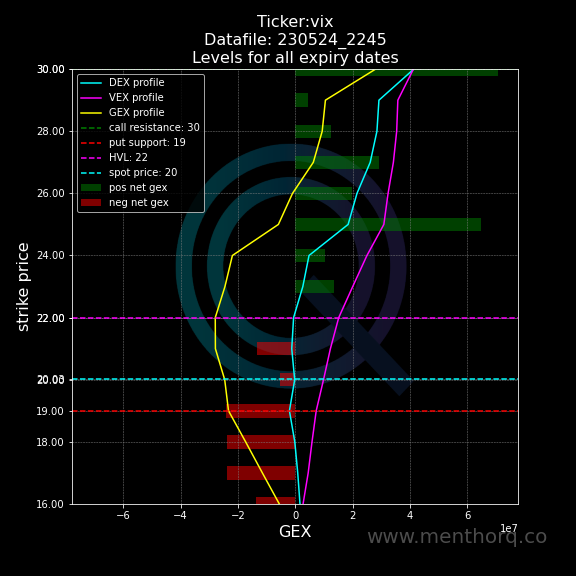 Ticker:vix
Datafile: 230524_2245
Levels for all expiry dates
DEX profile
VEX profile
GEX profile
call resistance: 30
put support: 19
HVL: 22
spot price: 20
pos net gex
neg net gex
strike price
30.00
28.00
26.00
24.00
22.00
20.00
19.00
18.00
16.00
−6
−4
−2
0
2
4
6
1e7
GEX
www.menthorq.co